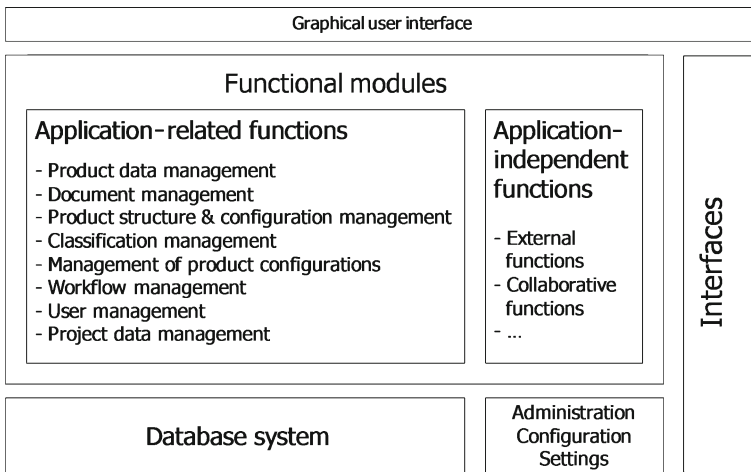 Graphical user interface
Functional modules
Application-related functions
- Product data management
- Document management
- Product structure & configuration management
- Classification management
- Management of product configurations
- Workflow management
- User management
- Project data management
Application-
independent
functions
- External
functions
- Collaborative
functions
- ...
Interfaces
Database system
Administration
Configuration
Settings